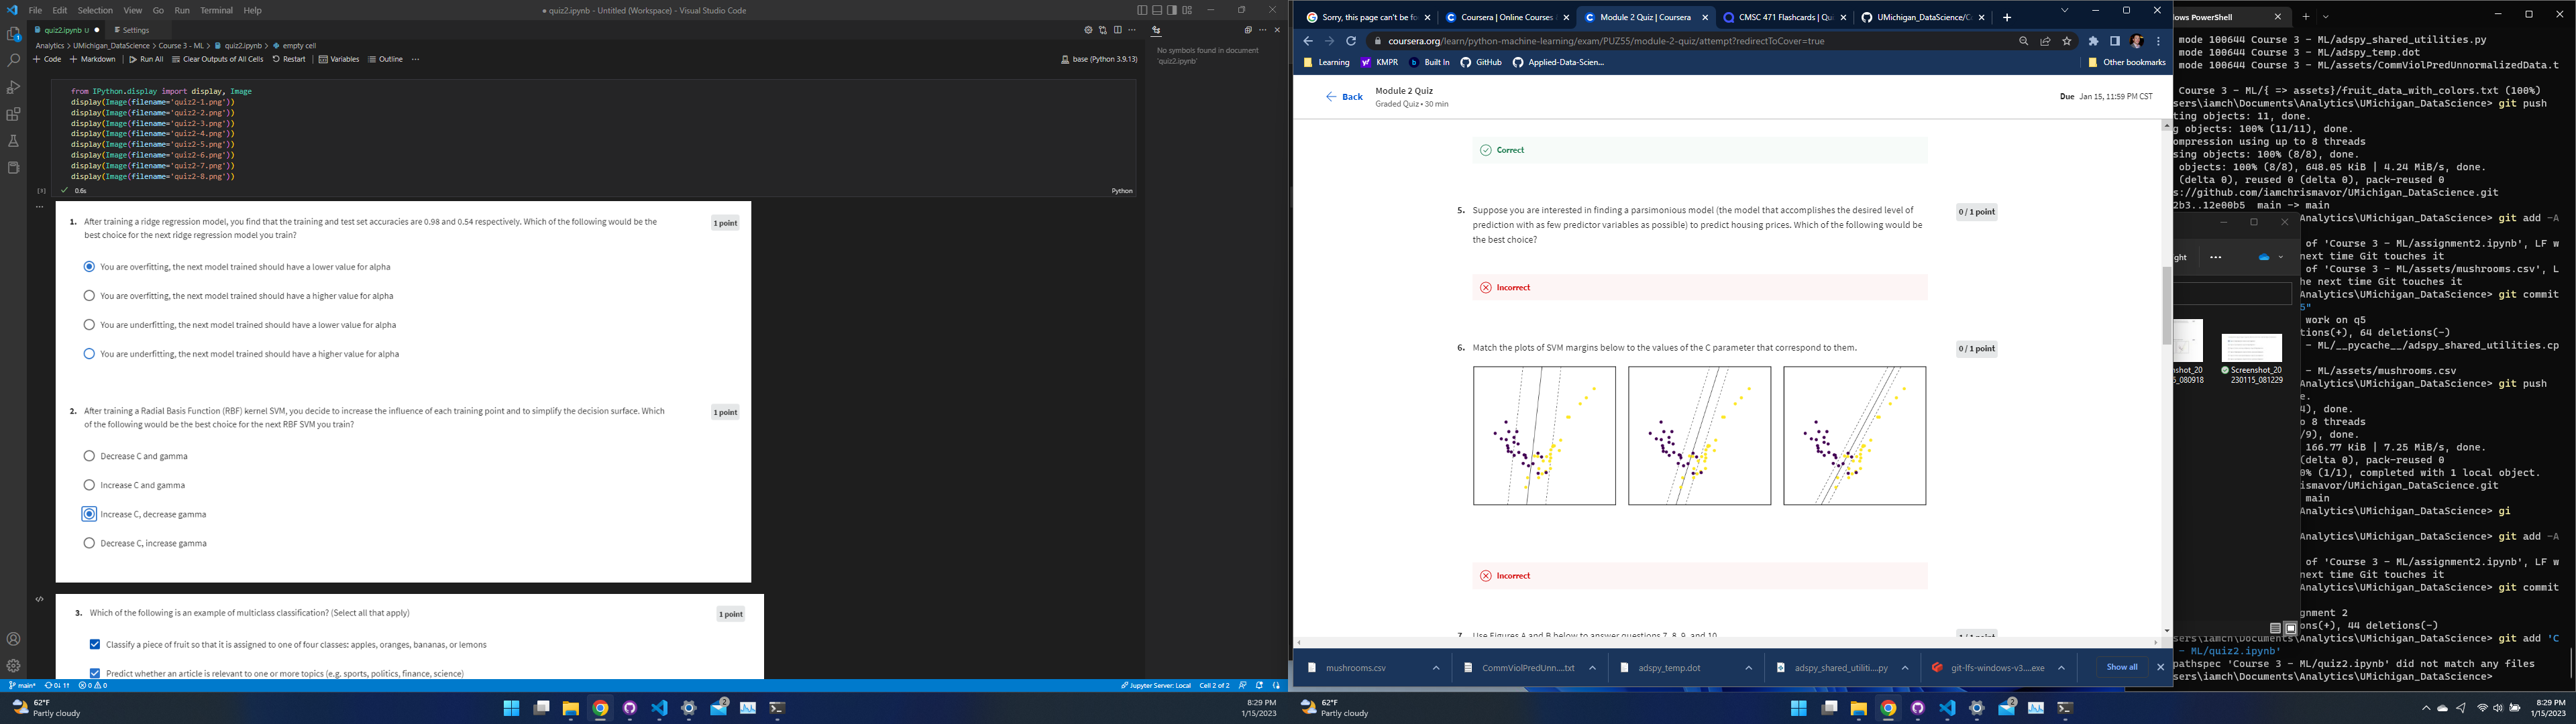 File Edit Selection View Go Run Terminal Help
● quiz2.ipynb - Untitled (Workspace) - Visual Studio Code
quiz2.ipynb U ●
Settings
Analytics > UMichigan_DataScience > Course 3 - ML > quiz2.ipynb > empty cell
+ Code + Markdown Run All Clear Outputs of All Cells Restart Variables Outline ...
base (Python 3.9.13)
No symbols found in document 'quiz2.ipynb'
from IPython.display import display, Image
display(Image(filename='quiz2-1.png'))
display(Image(filename='quiz2-2.png'))
display(Image(filename='quiz2-3.png'))
display(Image(filename='quiz2-4.png'))
display(Image(filename='quiz2-5.png'))
display(Image(filename='quiz2-6.png'))
display(Image(filename='quiz2-7.png'))
display(Image(filename='quiz2-8.png'))
[3] 0.6s
Python
1. After training a ridge regression model, you find that the training and test set accuracies are 0.98 and 0.54 respectively. Which of the following would be the
best choice for the next ridge regression model you train?
1 point
You are overfitting, the next model trained should have a lower value for alpha
You are overfitting, the next model trained should have a higher value for alpha
You are underfitting, the next model trained should have a lower value for alpha
You are underfitting, the next model trained should have a higher value for alpha
2. After training a Radial Basis Function (RBF) kernel SVM, you decide to increase the influence of each training point and to simplify the decision surface. Which
of the following would be the best choice for the next RBF SVM you train?
1 point
Decrease C and gamma
Increase C and gamma
Increase C, decrease gamma
Decrease C, increase gamma
3. Which of the following is an example of multiclass classification? (Select all that apply)
1 point
Classify a piece of fruit so that it is assigned to one of four classes: apples, oranges, bananas, or lemons
Predict whether an article is relevant to one or more topics (e.g. sports, politics, finance, science)
main*
Jupyter Server: Local Cell 2 of 2
62°F
Partly cloudy
8:29 PM
1/15/2023
Sorry, this page can't be fo
Coursera | Online Courses
Module 2 Quiz | Coursera
CMSC 471 Flashcards | Qu
UMichigan_DataScience/C
coursera.org/learn/python-machine-learning/exam/PUZ55/module-2-quiz/attempt?redirectToCover=true
Learning KMPR Built In GitHub Applied-Data-Scien...
Other bookmarks
Back
Module 2 Quiz
Graded Quiz • 30 min
Due Jan 15, 11:59 PM CST
Correct
5. Suppose you are interested in finding a parsimonious model (the model that accomplishes the desired level of
prediction with as few predictor variables as possible) to predict housing prices. Which of the following would be
the best choice?
0 / 1 point
Incorrect
6. Match the plots of SVM margins below to the values of the C parameter that correspond to them.
0 / 1 point
Incorrect
7. Use Figures A and B below to answer questions 7, 8, 9, and 10.
1 / 1 point
mushrooms.csv
CommViolPredUnn....txt
adspy_temp.dot
adspy_shared_utiliti....py
git-lfs-windows-v3....exe
Show all
62°F
Partly cloudy
ows PowerShell
mode 100644 Course 3 - ML/adspy_shared_utilities.py
mode 100644 Course 3 - ML/adspy_temp.dot
mode 100644 Course 3 - ML/assets/CommViolPredUnnormalizedData.t
Course 3 - ML/{ => assets}/fruit_data_with_colors.txt (100%)
sers\iamch\Documents\Analytics\UMichigan_DataScience> git push
ting objects: 11, done.
g objects: 100% (11/11), done.
ompression using up to 8 threads
sing objects: 100% (8/8), done.
objects: 100% (8/8), 648.05 KiB | 4.24 MiB/s, done.
(delta 0), reused 0 (delta 0), pack-reused 0
s://github.com/iamchrismavor/UMichigan_DataScience.git
2b3..12e00b5 main -> main
Analytics\UMichigan_DataScience> git add -A
of 'Course 3 - ML/assignment2.ipynb', LF w
next time Git touches it
of 'Course 3 - ML/assets/mushrooms.csv', L
he next time Git touches it
Analytics\UMichigan_DataScience> git commit
5"
work on q5
tions(+), 64 deletions(-)
- ML/__pycache__/adspy_shared_utilities.cp
- ML/assets/mushrooms.csv
Analytics\UMichigan_DataScience> git push
e.
4), done.
o 8 threads
/9), done.
166.77 KiB | 7.25 MiB/s, done.
(delta 0), pack-reused 0
0% (1/1), completed with 1 local object.
ismavor/UMichigan_DataScience.git
main
Analytics\UMichigan_DataScience> gi
Analytics\UMichigan_DataScience> git add -A
of 'Course 3 - ML/assignment2.ipynb', LF w
next time Git touches it
Analytics\UMichigan_DataScience> git commit
gnment 2
ons(+), 44 deletions(-)
sers\iamch\Documents\Analytics\UMichigan_DataScience> git add 'C
- ML/quiz2.ipynb'
pathspec 'Course 3 - ML/quiz2.ipynb' did not match any files
sers\iamch\Documents\Analytics\UMichigan_DataScience>
ght
nshot_20
5_080918
Screenshot_20
230115_081229
8:29 PM
1/15/2023